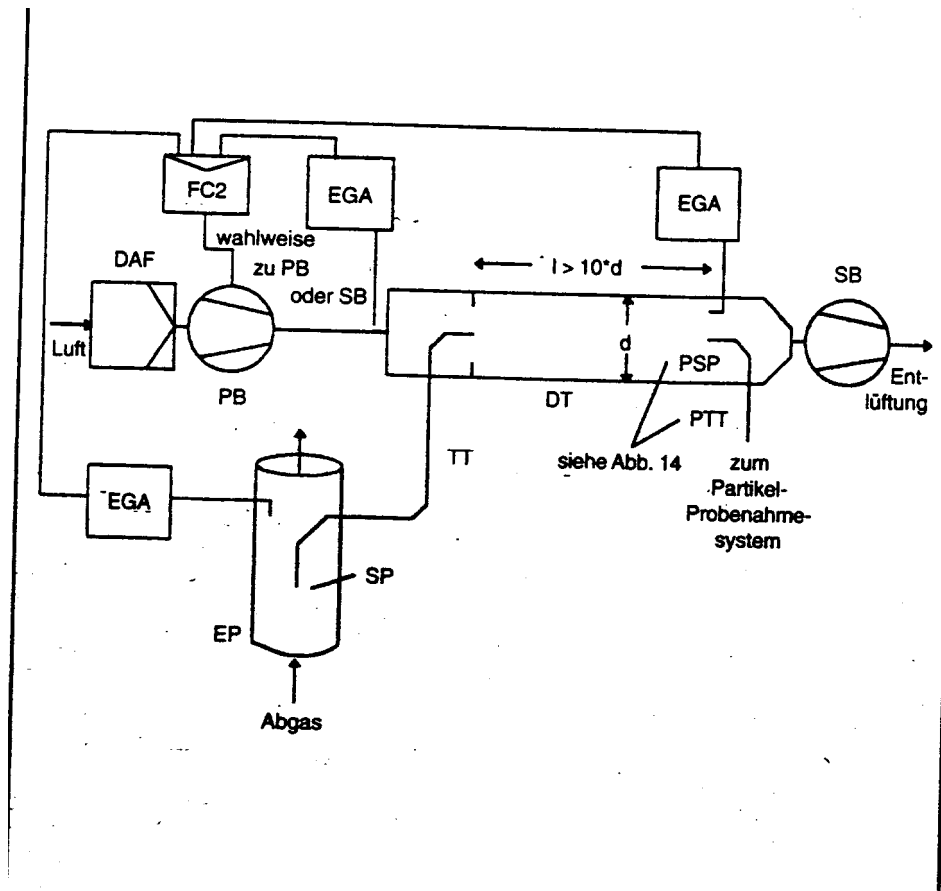 FC2
EGA
EGA
wahlweise
zu PB
oder SB
DAF
l > 10*d
SB
Luft
d
PSP
PB
DT
PTT
Ent-
lüftung
TT
siehe Abb. 14
zum
Partikel-
Probenahme-
system
EGA
SP
EP
Abgas